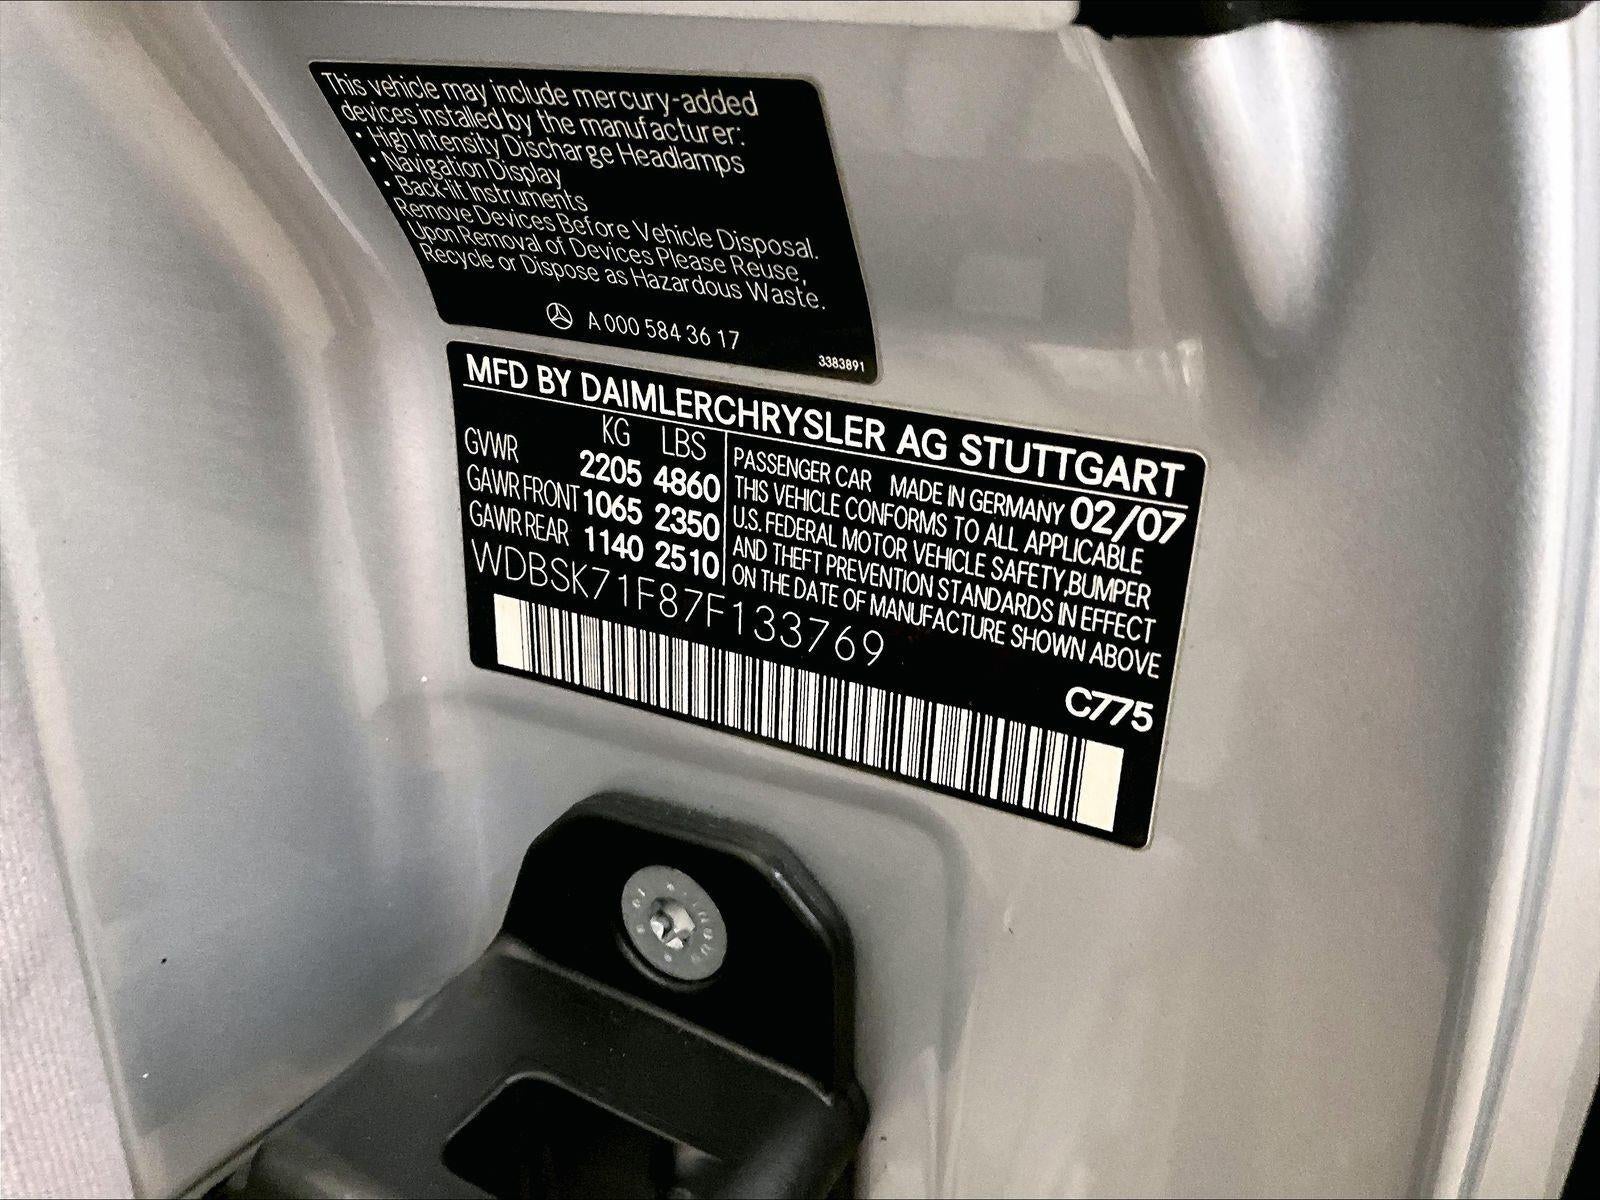 This vehicle may include mercury-added
devices installed by the manufacturer:
• High Intensity Discharge Headlamps
• Navigation Display
• Back-lit Instruments
Remove Devices Before Vehicle Disposal.
Upon Removal of Devices Please Reuse,
Recycle or Dispose as Hazardous Waste.
A 000 584 36 17
3383891
MFD BY DAIMLERCHRYSLER AG STUTTGART
KG LBS
GVWR 2205 4860
GAWR FRONT 1065 2350
GAWR REAR 1140 2510
PASSENGER CAR MADE IN GERMANY 02/07
THIS VEHICLE CONFORMS TO ALL APPLICABLE
U.S. FEDERAL MOTOR VEHICLE SAFETY,BUMPER
AND THEFT PREVENTION STANDARDS IN EFFECT
ON THE DATE OF MANUFACTURE SHOWN ABOVE
WDBSK71F87F133769
C775